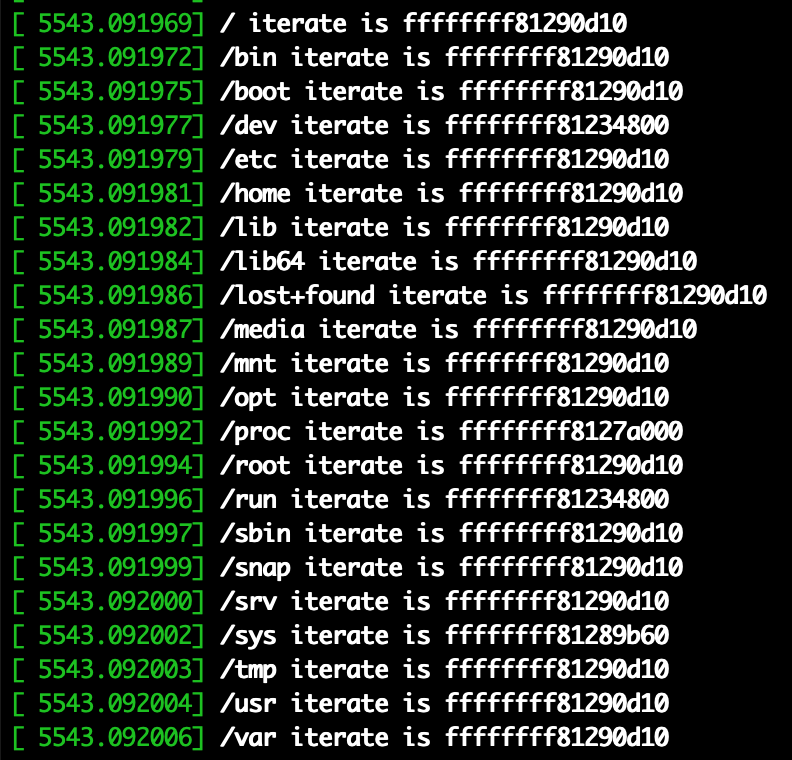 [ 5543.091969] / iterate is ffffffff81290d10
[ 5543.091972] /bin iterate is ffffffff81290d10
[ 5543.091975] /boot iterate is ffffffff81290d10
[ 5543.091977] /dev iterate is ffffffff81234800
[ 5543.091979] /etc iterate is ffffffff81290d10
[ 5543.091981] /home iterate is ffffffff81290d10
[ 5543.091982] /lib iterate is ffffffff81290d10
[ 5543.091984] /lib64 iterate is ffffffff81290d10
[ 5543.091986] /lost+found iterate is ffffffff81290d10
[ 5543.091987] /media iterate is ffffffff81290d10
[ 5543.091989] /mnt iterate is ffffffff81290d10
[ 5543.091990] /opt iterate is ffffffff81290d10
[ 5543.091992] /proc iterate is ffffffff8127a000
[ 5543.091994] /root iterate is ffffffff81290d10
[ 5543.091996] /run iterate is ffffffff81234800
[ 5543.091997] /sbin iterate is ffffffff81290d10
[ 5543.091999] /snap iterate is ffffffff81290d10
[ 5543.092000] /srv iterate is ffffffff81290d10
[ 5543.092002] /sys iterate is ffffffff81289b60
[ 5543.092003] /tmp iterate is ffffffff81290d10
[ 5543.092004] /usr iterate is ffffffff81290d10
[ 5543.092006] /var iterate is ffffffff81290d10